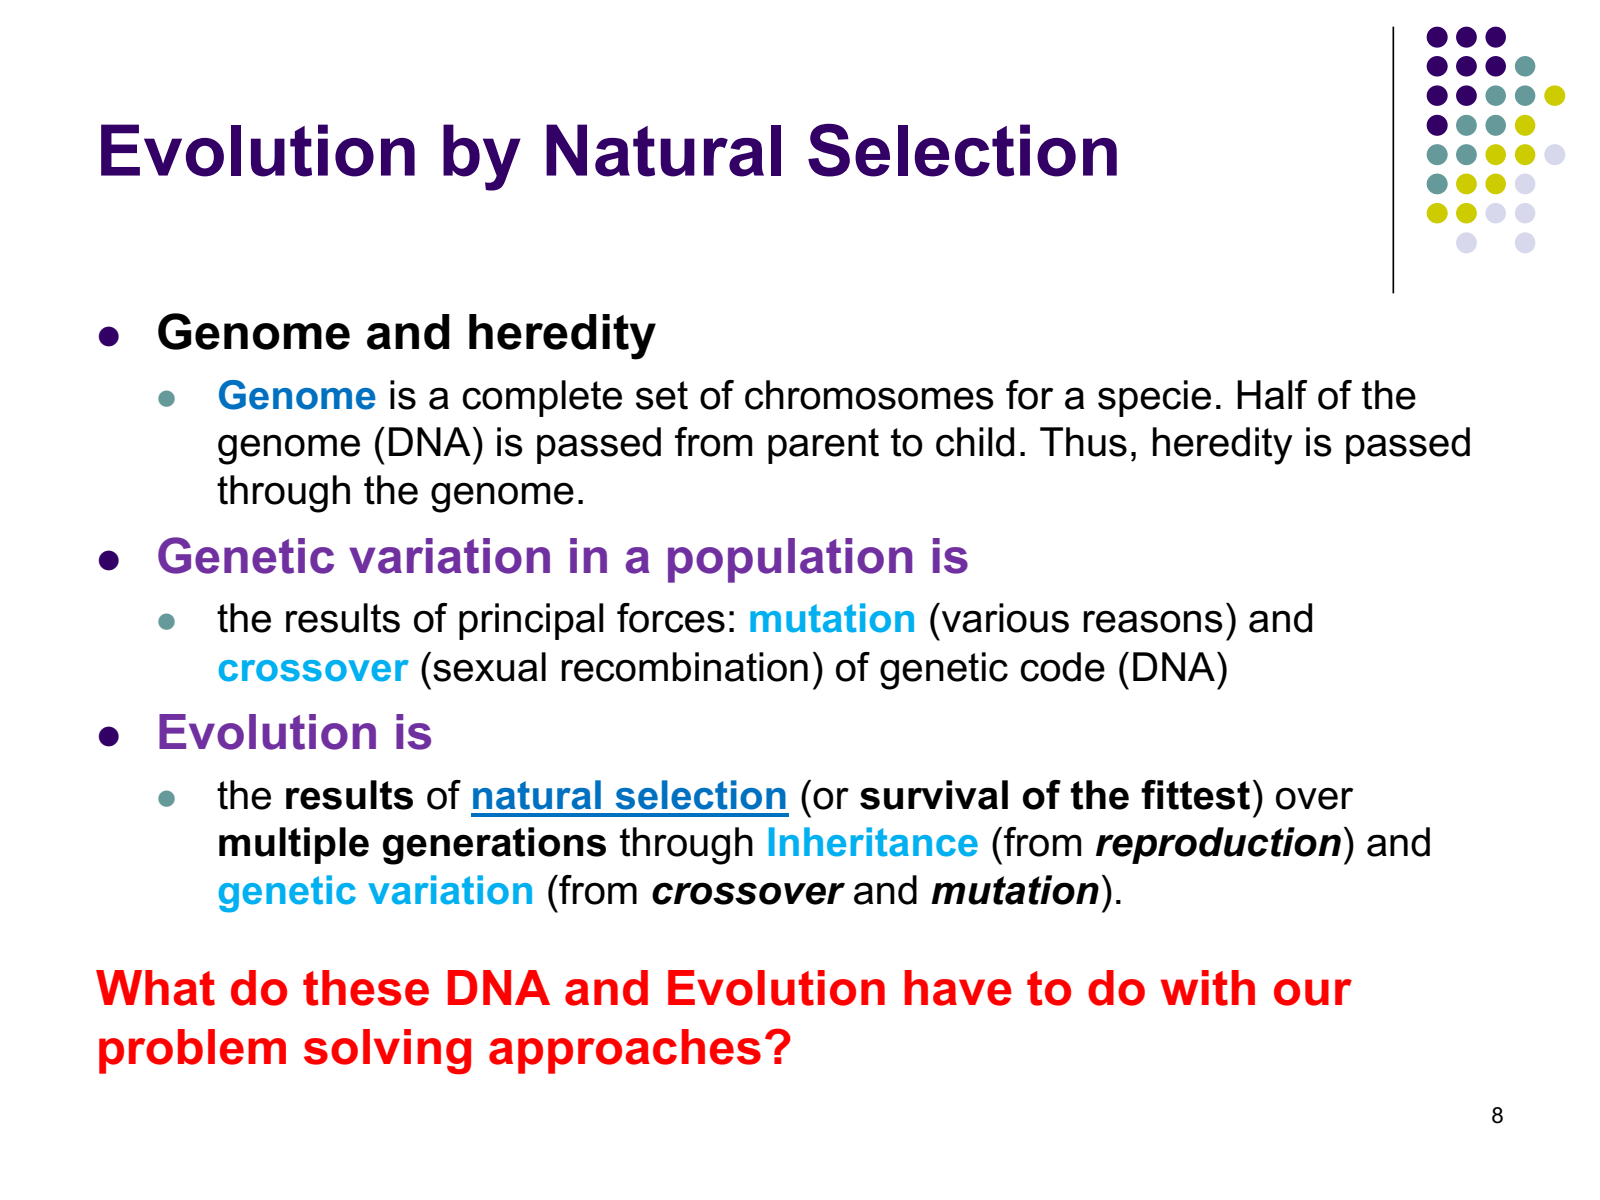 Evolution by Natural Selection
Genome and heredity
Genome is a complete set of chromosomes for a specie. Half of the
genome (DNA) is passed from parent to child. Thus, heredity is passed
through the genome.
Genetic variation in a population is
the results of principal forces: mutation (various reasons) and
crossover (sexual recombination) of genetic code (DNA)
Evolution is
the results of natural selection (or survival of the fittest) over
multiple generations through Inheritance (from reproduction) and
genetic variation (from crossover and mutation).
What do these DNA and Evolution have to do with our
problem solving approaches?
8